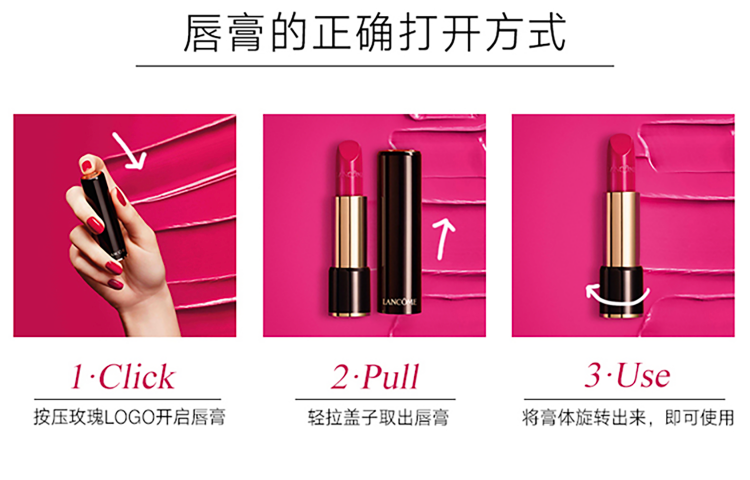 唇膏的正确打开方式
LANCÔME
1·Click
2·Pull
3·Use
按压玫瑰LOGO开启唇膏
轻拉盖子取出唇膏
将膏体旋转出来，即可使用